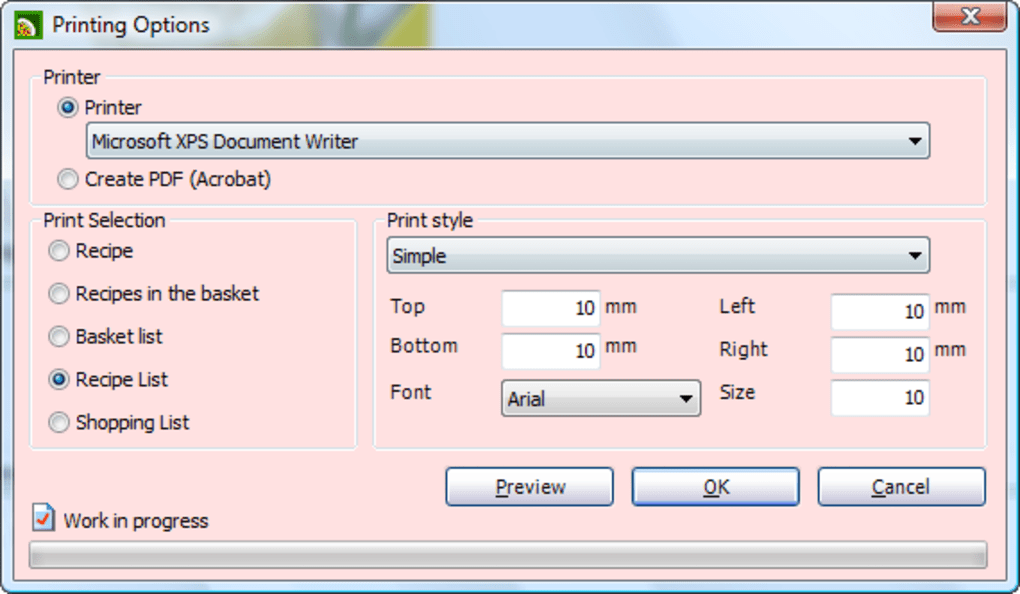 Printing Options
Printer
Printer
Microsoft XPS Document Writer
Create PDF (Acrobat)
Print Selection
Recipe
Recipes in the basket
Basket list
Recipe List
Shopping List
Print style
Simple
Top 10 mm Left 10 mm
Bottom 10 mm Right 10 mm
Font Arial Size 10
Preview OK Cancel
Work in progress